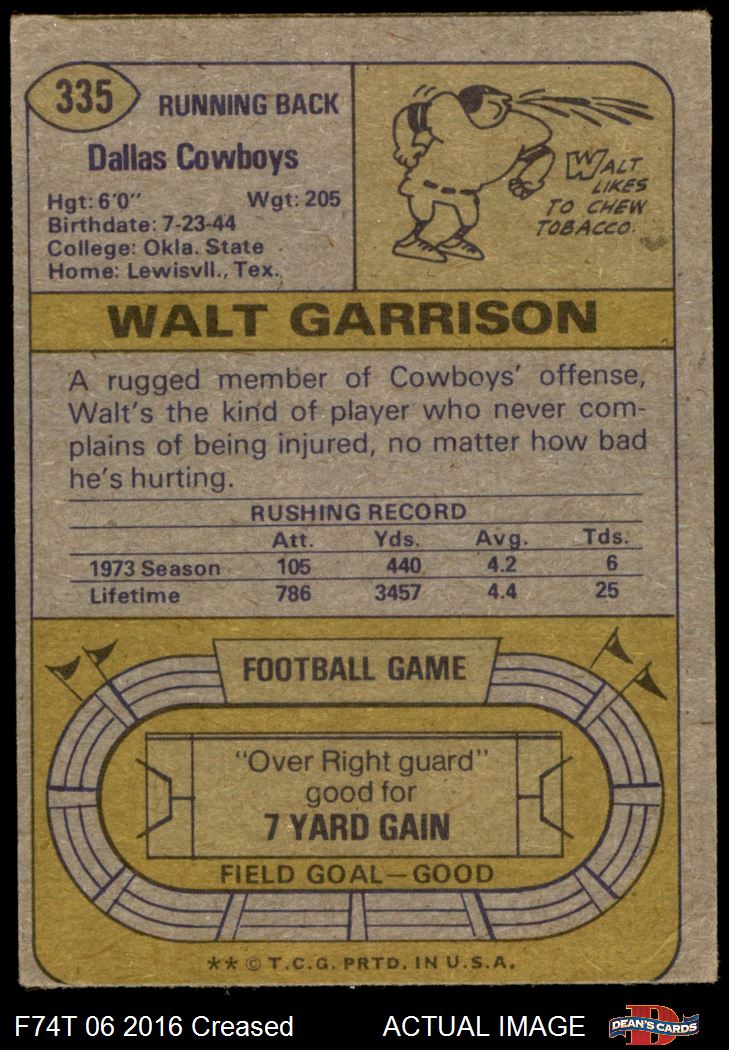 335
RUNNING BACK
Dallas Cowboys
Hgt: 6'0" Wgt: 205
Birthdate: 7-23-44
College: Okla. State
Home: Lewisvll., Tex.
WALT
LIKES
TO CHEW
TOBACCO.
WALT GARRISON
A rugged member of Cowboys' offense,
Walt's the kind of player who never com-
plains of being injured, no matter how bad
he's hurting.
RUSHING RECORD
Att. Yds. Avg. Tds.
1973 Season 105 440 4.2 6
Lifetime 786 3457 4.4 25
FOOTBALL GAME
"Over Right guard"
good for
7 YARD GAIN
FIELD GOAL—GOOD
** © T.C.G. PRTD. IN U.S.A.
F74T 06 2016 Creased ACTUAL IMAGE
DEAN'S CARDS